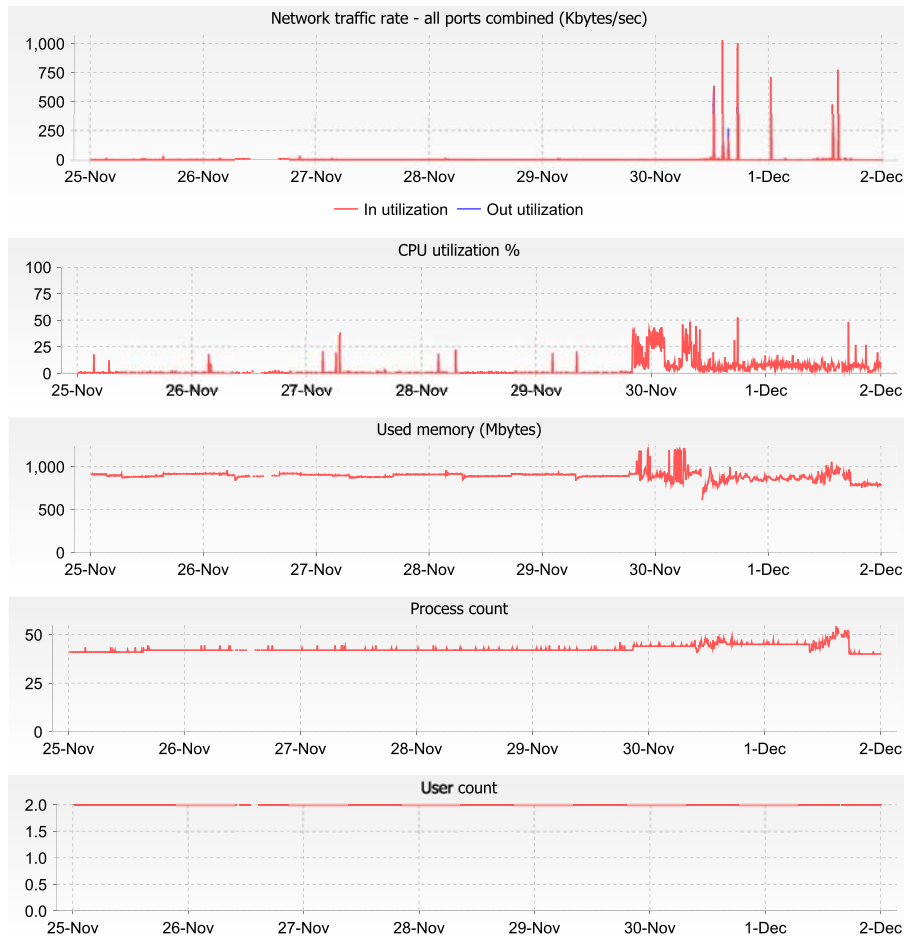 Network traffic rate - all ports combined (Kbytes/sec)
1,000
750
500
250
0
25-Nov 26-Nov 27-Nov 28-Nov 29-Nov 30-Nov 1-Dec 2-Dec
In utilization Out utilization
CPU utilization %
100
75
50
25
0
25-Nov 26-Nov 27-Nov 28-Nov 29-Nov 30-Nov 1-Dec 2-Dec
Used memory (Mbytes)
1,000
500
0
25-Nov 26-Nov 27-Nov 28-Nov 29-Nov 30-Nov 1-Dec 2-Dec
Process count
50
25
0
25-Nov 26-Nov 27-Nov 28-Nov 29-Nov 30-Nov 1-Dec 2-Dec
User count
2.0
1.5
1.0
0.5
0.0
25-Nov 26-Nov 27-Nov 28-Nov 29-Nov 30-Nov 1-Dec 2-Dec